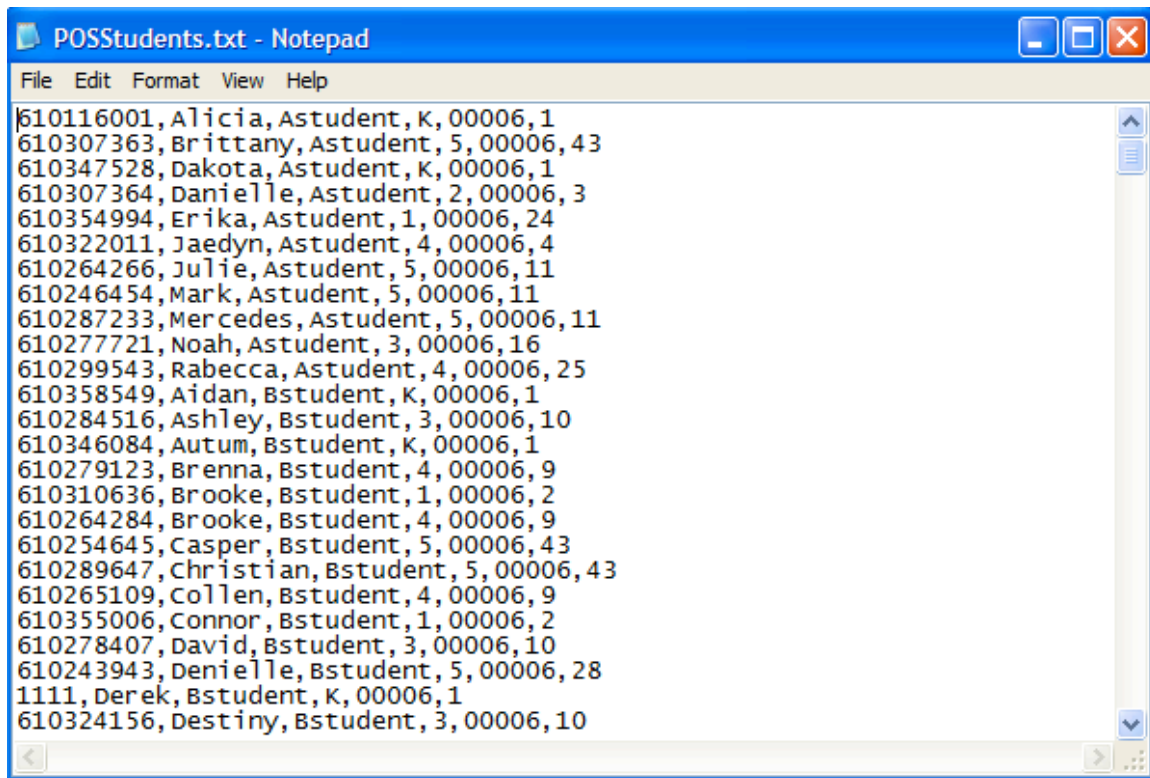 POSStudents.txt - Notepad
File Edit Format View Help
610116001,Alicia,Astudent,K,00006,1
610307363,Brittany,Astudent,5,00006,43
610347528,Dakota,Astudent,K,00006,1
610307364,Danielle,Astudent,2,00006,3
610354994,Erika,Astudent,1,00006,24
610322011,Jaedyn,Astudent,4,00006,4
610264266,Julie,Astudent,5,00006,11
610246454,Mark,Astudent,5,00006,11
610287233,Mercedes,Astudent,5,00006,11
610277721,Noah,Astudent,3,00006,16
610299543,Rabecca,Astudent,4,00006,25
610358549,Aidan,Bstudent,K,00006,1
610284516,Ashley,Bstudent,3,00006,10
610346084,Autum,Bstudent,K,00006,1
610279123,Brenna,Bstudent,4,00006,9
610310636,Brooke,Bstudent,1,00006,2
610264284,Brooke,Bstudent,4,00006,9
610254645,Casper,Bstudent,5,00006,43
610289647,Christian,Bstudent,5,00006,43
610265109,Collen,Bstudent,4,00006,9
610355006,Connor,Bstudent,1,00006,2
610278407,David,Bstudent,3,00006,10
610243943,Denielle,Bstudent,5,00006,28
1111,Derek,Bstudent,K,00006,1
610324156,Destiny,Bstudent,3,00006,10